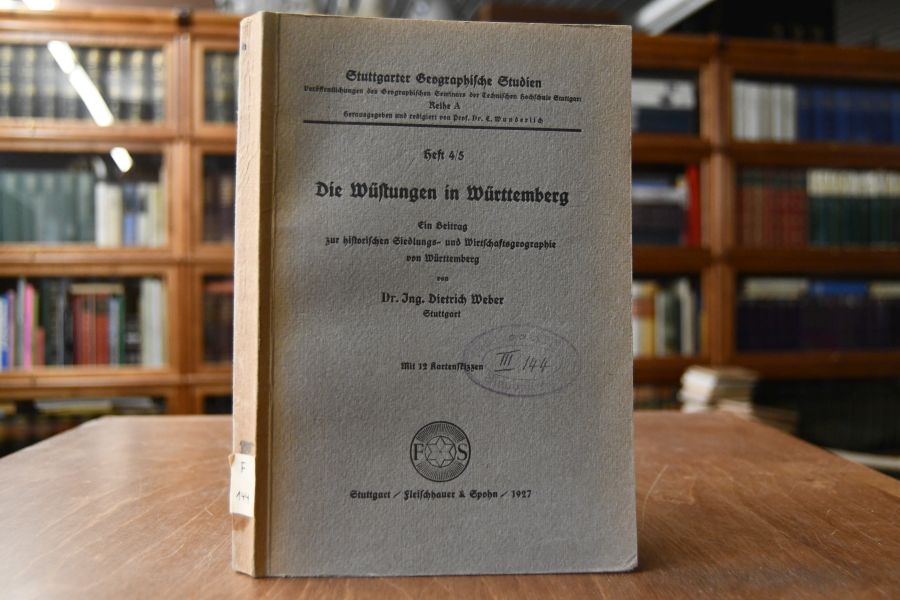 Stuttgarter Geographische Studien
Veröffentlichungen des Geographischen Seminars der Technischen Hochschule Stuttgart
Reihe A
Herausgegeben und redigiert von Prof. Dr. E. Wunderlich
Heft 4/5
Die Wüstungen in Württemberg
Ein Beitrag
zur historischen Siedlungs- und Wirtschaftsgeographie
von Württemberg
von
Dr. Ing. Dietrich Weber
Stuttgart
Mit 12 Kartenskizzen
III 144
F S
Stuttgart / Fleischhauer & Spohn / 1927
F
144